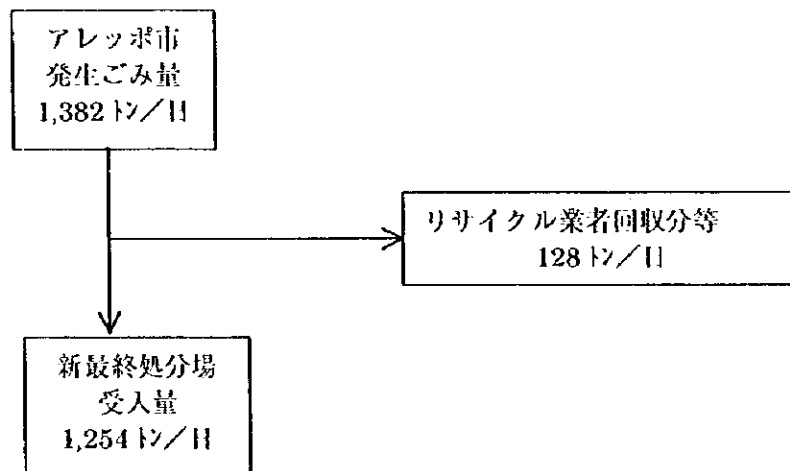 アレッポ市
発生ごみ量
1,382 ﾄﾝ／日
リサイクル業者回収分等
128 ﾄﾝ／日
新最終処分場
受入量
1,254 ﾄﾝ／日